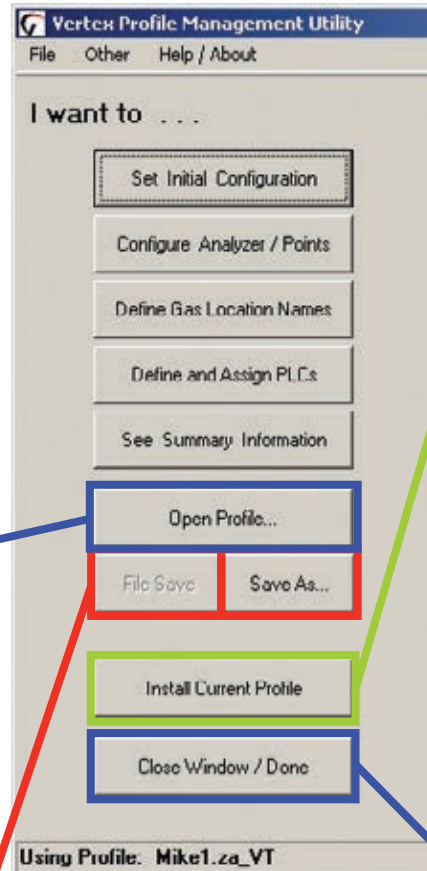 Vertex Profile Management Utility
File Other Help / About
I want to . . .
Set Initial Configuration
Configure Analyzer / Points
Define Gas Location Names
Define and Assign PLCs
See Summary Information
Open Profile...
File Save Save As...
Install Current Profile
Close Window / Done
Using Profile: Mike1.za_VT